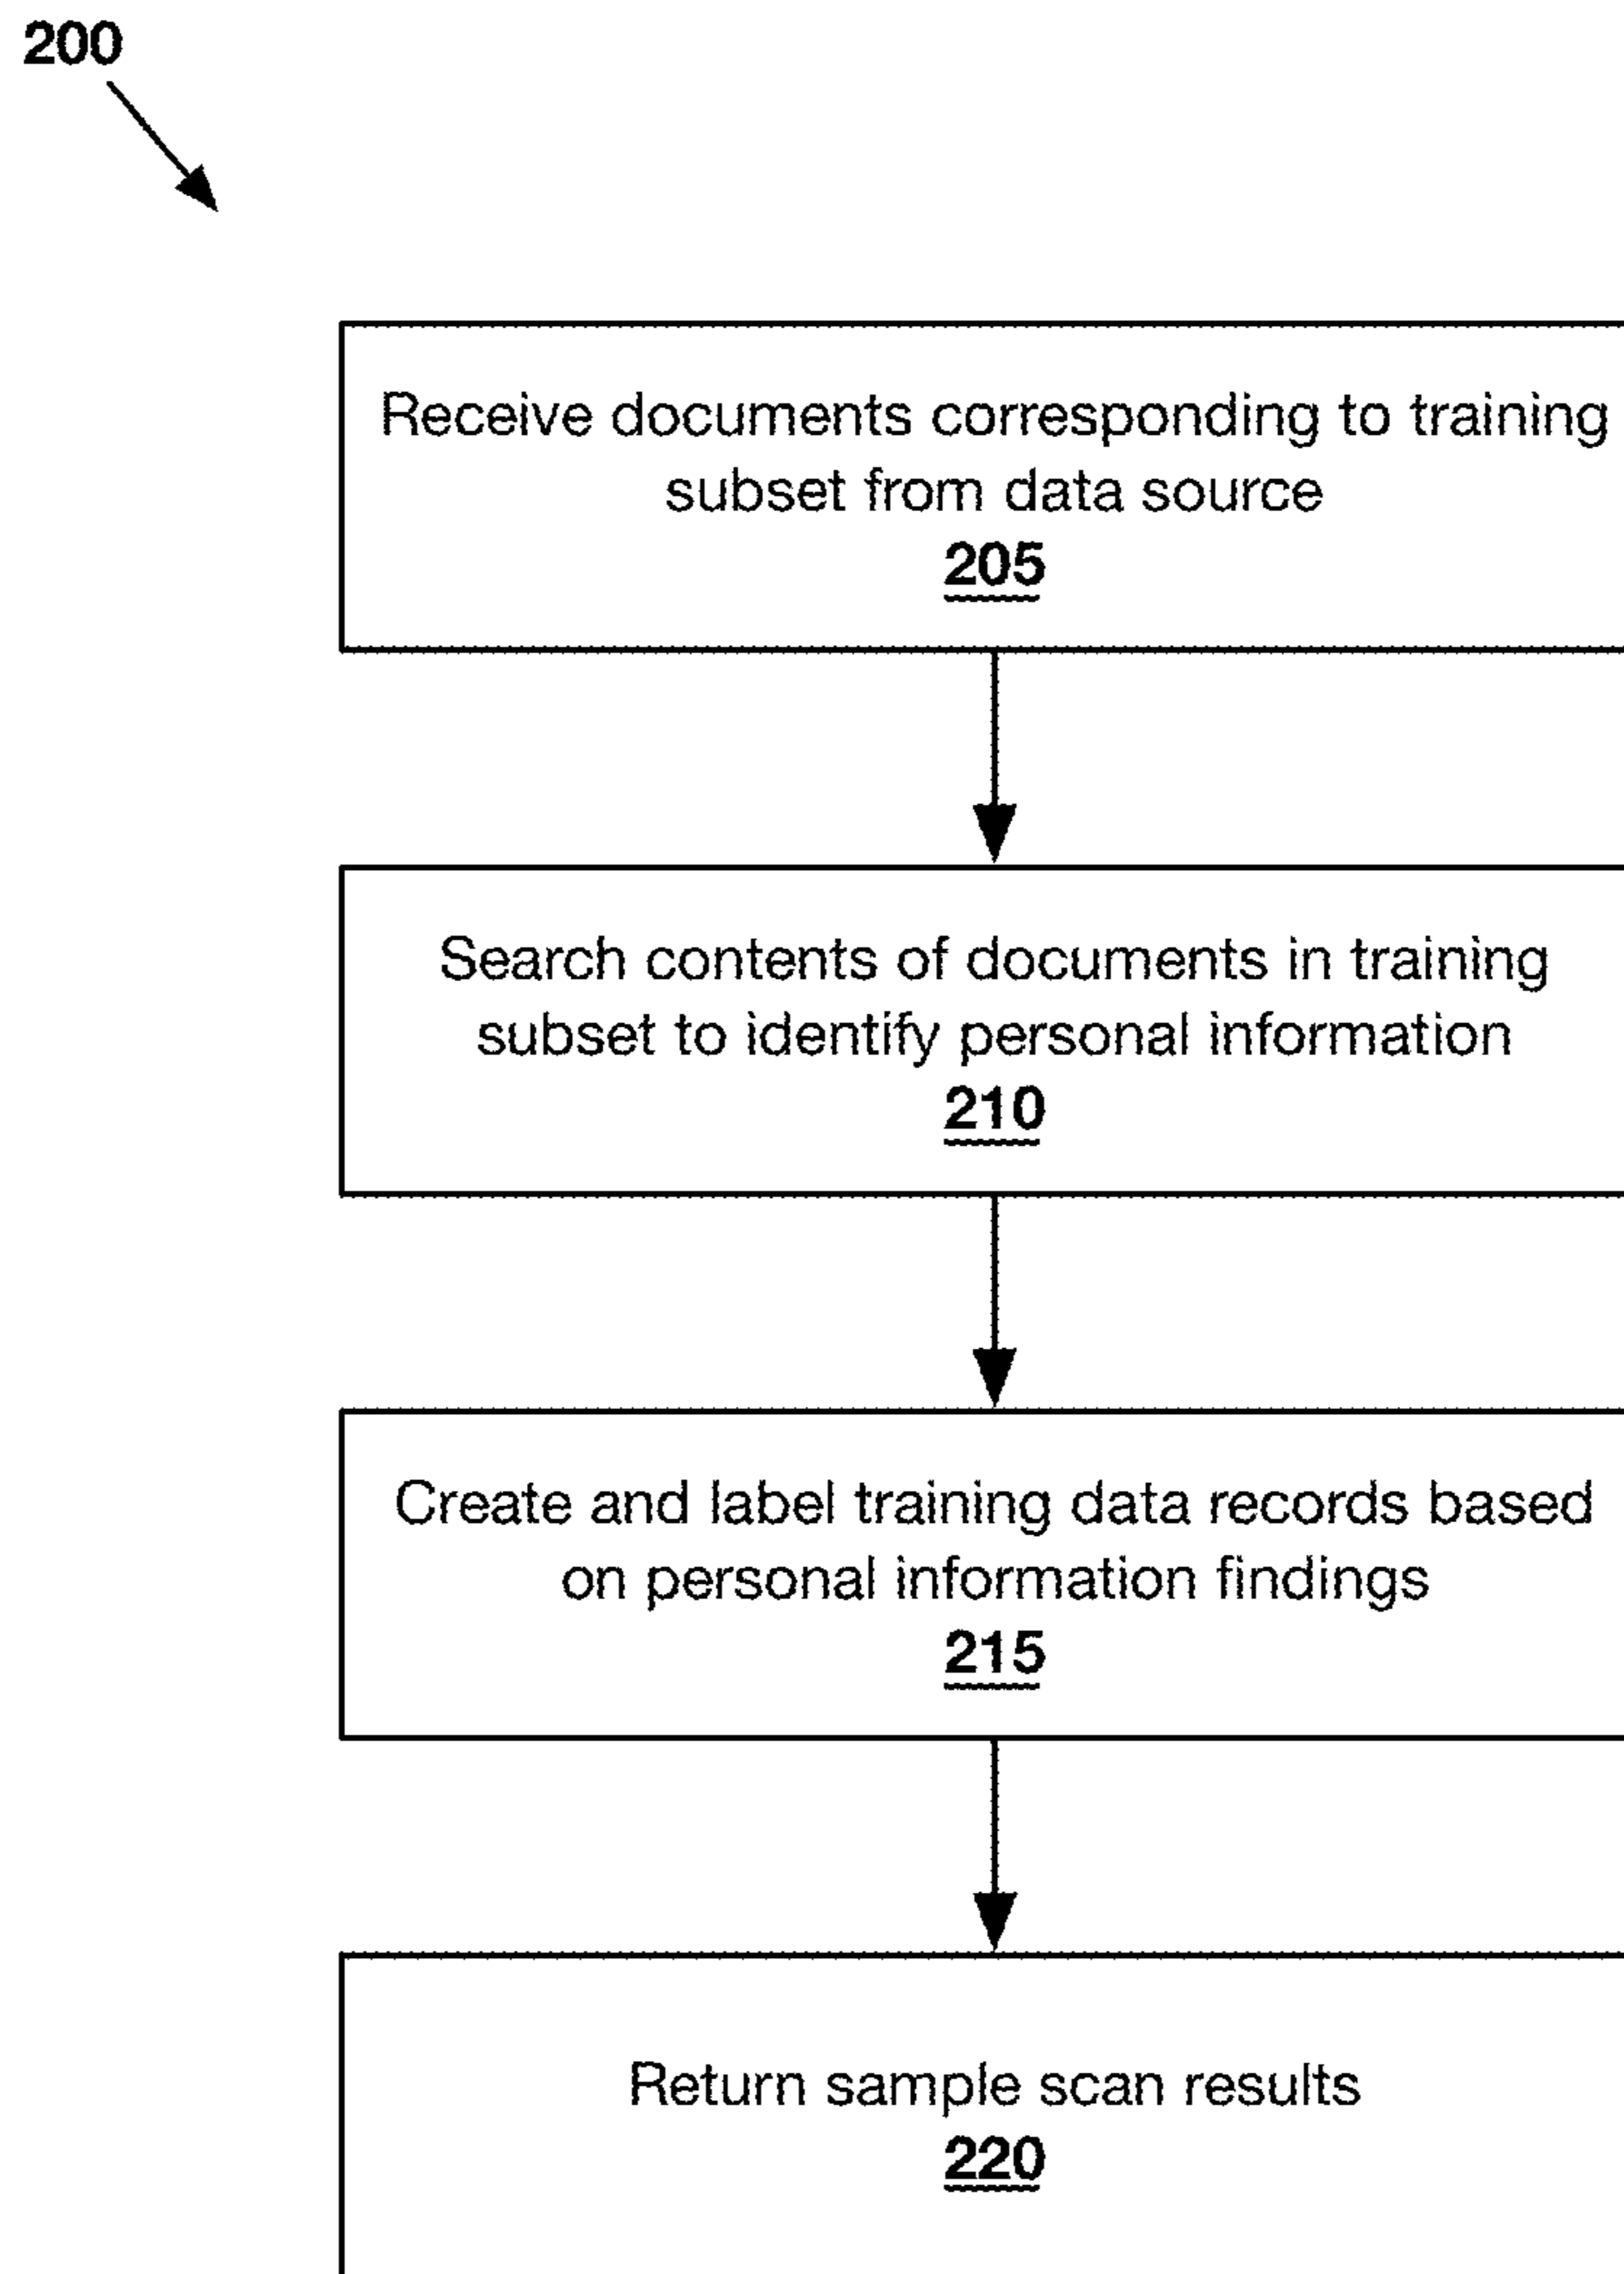 200
Receive documents corresponding to training
subset from data source
205
Search contents of documents in training
subset to identify personal information
210
Create and label training data records based
on personal information findings
215
Return sample scan results
220